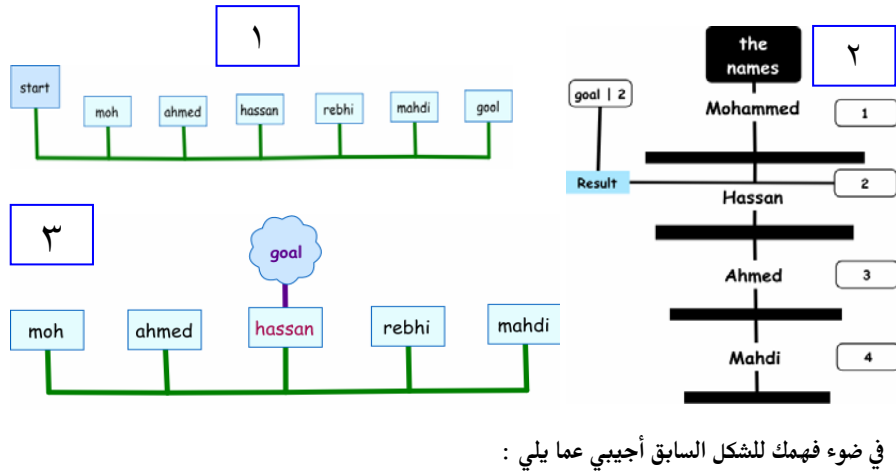 ١
start
moh
ahmed
hassan
rebhi
mahdi
gool
٢
the
names
goal | 2
Mohammed
1
Result
2
Hassan
Ahmed
3
Mahdi
4
٣
goal
moh
ahmed
hassan
rebhi
mahdi
في ضوء فهمك للشكل السابق أجيبي عما يلي :